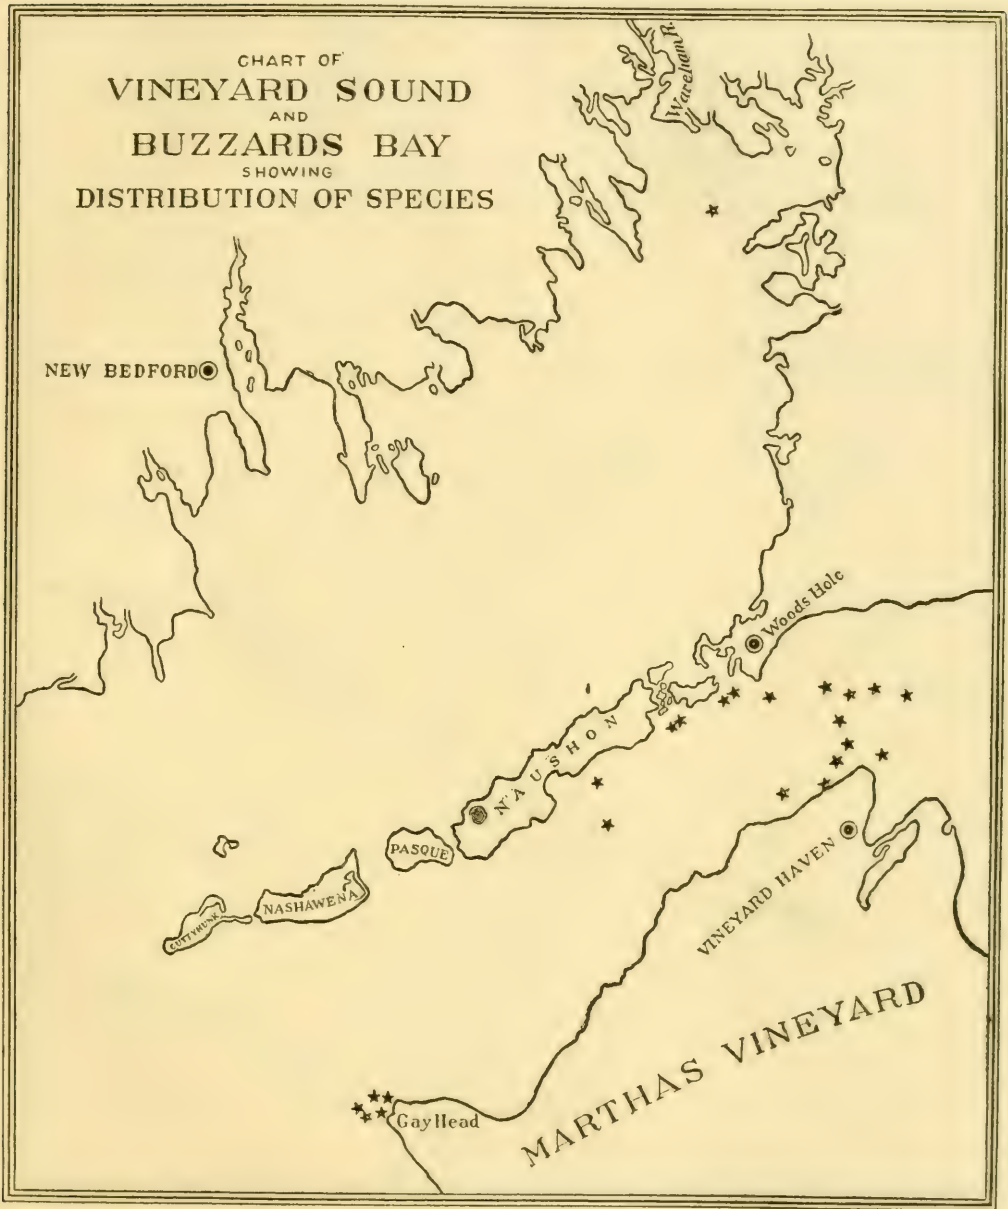 CHART OF
VINEYARD SOUND
AND
BUZZARDS BAY
SHOWING
DISTRIBUTION OF SPECIES
Wareham R.
NEW BEDFORD
Woods Hole
NAUSHON
PASQUE
NASHAWENA
CUTTYHUNK
VINEYARD HAVEN
MARTHAS VINEYARD
Gay Head